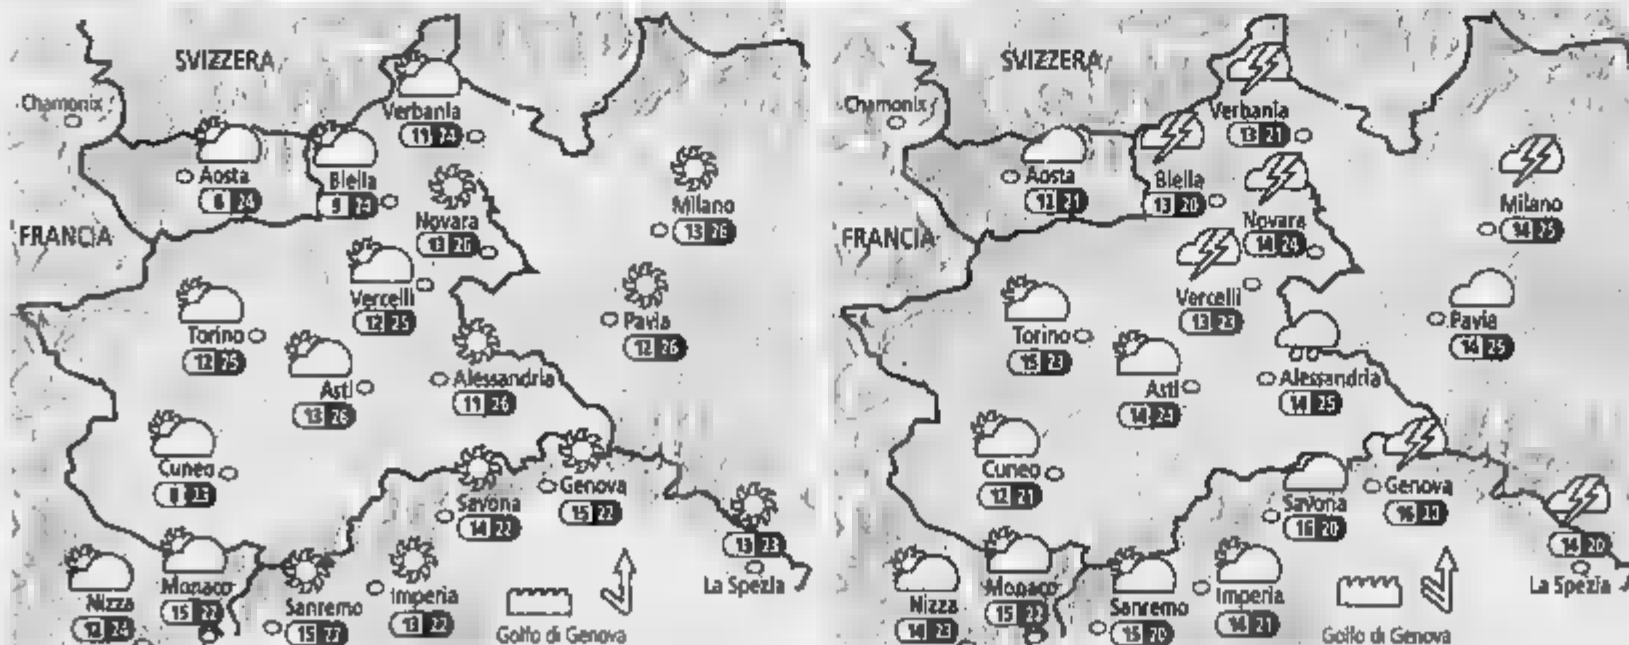 SVIZZERA
Chamonix
Verbania
11 24
Aosta
6 24
Biella
9 23
Novara
13 26
Milano
13 26
FRANCIA
Vercelli
12 25
Torino
12 25
Pavia
12 26
Asti
13 26
Alessandria
11 26
Cuneo
8 23
Savona
14 22
Genova
15 22
13 23
La Spezia
Nizza
13 24
Monaco
15 22
Sanremo
15 22
Imperia
13 22
Golfo di Genova
SVIZZERA
Chamonix
Verbania
13 21
Aosta
12 21
Biella
13 20
Novara
14 24
Milano
14 25
FRANCIA
Vercelli
13 23
Torino
15 23
Pavia
14 25
Asti
14 24
Alessandria
14 25
Cuneo
12 21
Savona
16 20
Genova
16
14 20
La Spezia
Nizza
14 23
Monaco
15 22
Sanremo
15 20
Imperia
14 21
Golfo di Genova